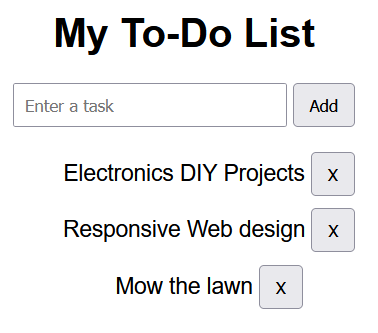 My To-Do List
Enter a task Add
Electronics DIY Projects x
Responsive Web design x
Mow the lawn x